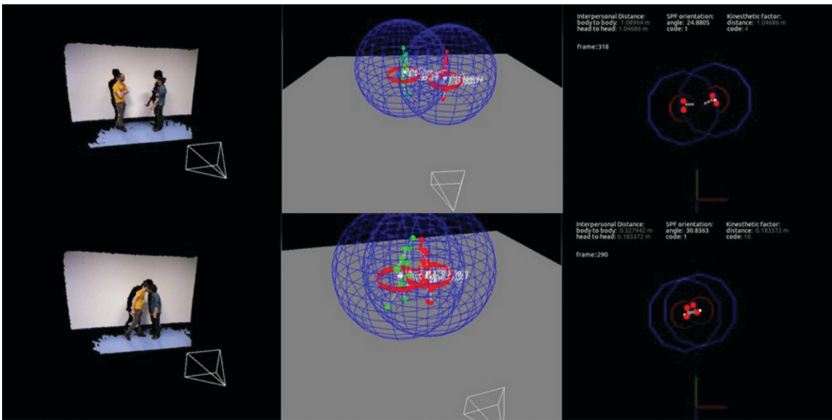 Interpersonal Distance: SPF orientation: Kinesthetic factor:
body to body: 1.08964 m angle: 24.8805 distance: 1.04686 m
head to head: 1.04686 m code: 1 code: 4
frame:318
Interpersonal Distance: SPF orientation: Kinesthetic factor:
body to body: 0.527942 m angle: 30.8363 distance: 0.183372 m
head to head: 0.183372 m code: 1 code: 10
frame:290